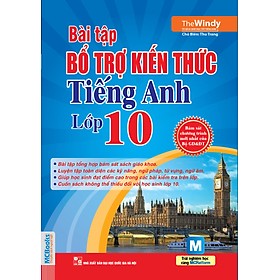 TheWindy
Chủ Biên: Thu Trang
Bài tập
BỔ TRỢ KIẾN THỨC
Tiếng Anh
Lớp 10
Bám sát
chương trình
mới nhất của
Bộ GD&ĐT
• Bài tập tổng hợp bám sát sách giáo khoa.
• Luyện tập toàn diện các kỹ năng, ngữ pháp, từ vựng, ngữ âm.
• Giúp học sinh đạt điểm cao trong các bài kiểm tra trên lớp.
• Cuốn sách không thể thiếu đối với học sinh lớp 10.
MCBooks
NHÀ XUẤT BẢN ĐẠI HỌC QUỐC GIA HÀ NỘI
M
Trải nghiệm học
cùng MCPlatform